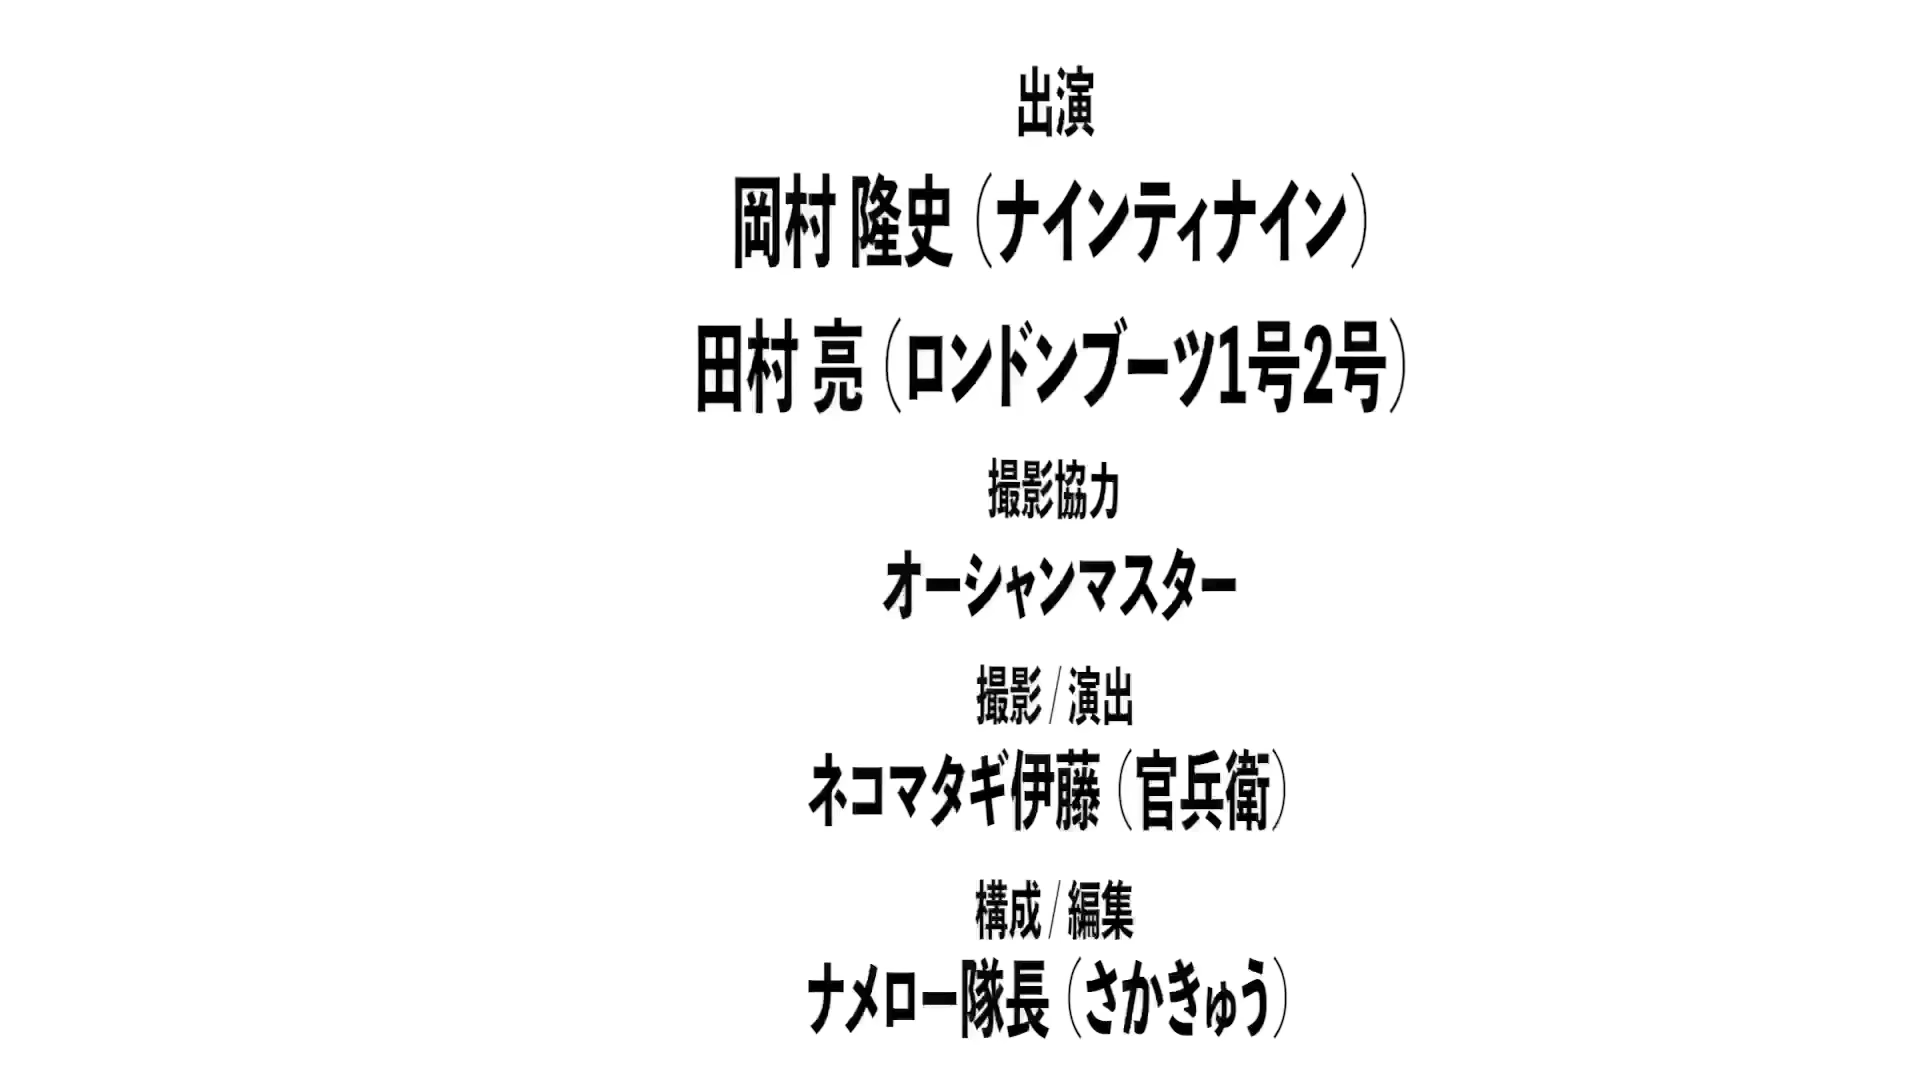 出演
岡村 隆史（ナインティナイン）
田村 亮（ロンドンブーツ1号2号）
撮影協力
オーシャンマスター
撮影/演出
ネコマタギ伊藤（官兵衛）
構成/編集
ナメロー隊長（さかきゅう）